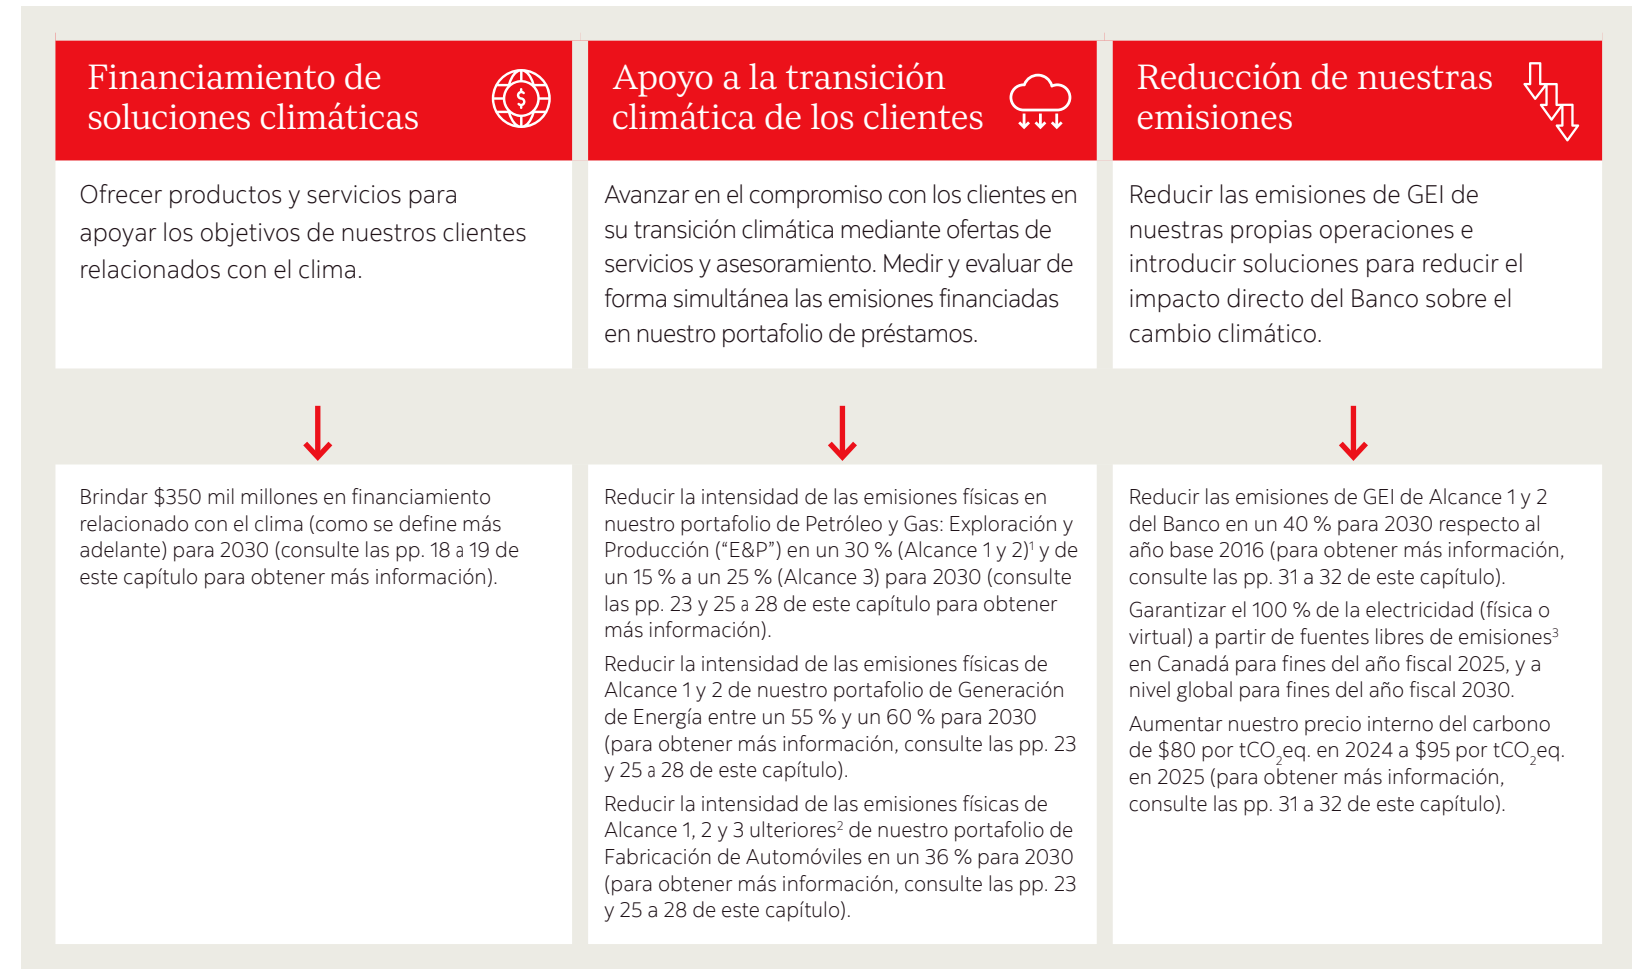 Financiamiento de
soluciones climáticas
$
Ofrecer productos y servicios para
apoyar los objetivos de nuestros clientes
relacionados con el clima.
Brindar $350 mil millones en financiamiento
relacionado con el clima (como se define más
adelante) para 2030 (consulte las pp. 18 a 19 de
este capítulo para obtener más información).
Apoyo a la transición
climática de los clientes
Avanzar en el compromiso con los clientes en
su transición climática mediante ofertas de
servicios y asesoramiento. Medir y evaluar de
forma simultánea las emisiones financiadas
en nuestro portafolio de préstamos.
Reducir la intensidad de las emisiones físicas en
nuestro portafolio de Petróleo y Gas: Exploración y
Producción (“E&P”) en un 30 % (Alcance 1 y 2)¹ y de
un 15 % a un 25 % (Alcance 3) para 2030 (consulte
las pp. 23 y 25 a 28 de este capítulo para obtener
más información).
Reducir la intensidad de las emisiones físicas de
Alcance 1 y 2 de nuestro portafolio de Generación
de Energía entre un 55 % y un 60 % para 2030
(para obtener más información, consulte las pp. 23
y 25 a 28 de este capítulo).
Reducir la intensidad de las emisiones físicas de
Alcance 1, 2 y 3 ulteriores² de nuestro portafolio de
Fabricación de Automóviles en un 36 % para 2030
(para obtener más información, consulte las pp. 23
y 25 a 28 de este capítulo).
Reducción de nuestras
emisiones
Reducir las emisiones de GEI de
nuestras propias operaciones e
introducir soluciones para reducir el
impacto directo del Banco sobre el
cambio climático.
Reducir las emisiones de GEI de Alcance 1 y 2
del Banco en un 40 % para 2030 respecto al
año base 2016 (para obtener más información,
consulte las pp. 31 a 32 de este capítulo).
Garantizar el 100 % de la electricidad (física o
virtual) a partir de fuentes libres de emisiones³
en Canadá para fines del año fiscal 2025, y a
nivel global para fines del año fiscal 2030.
Aumentar nuestro precio interno del carbono
de $80 por tCO₂eq. en 2024 a $95 por tCO₂eq.
en 2025 (para obtener más información,
consulte las pp. 31 a 32 de este capítulo).